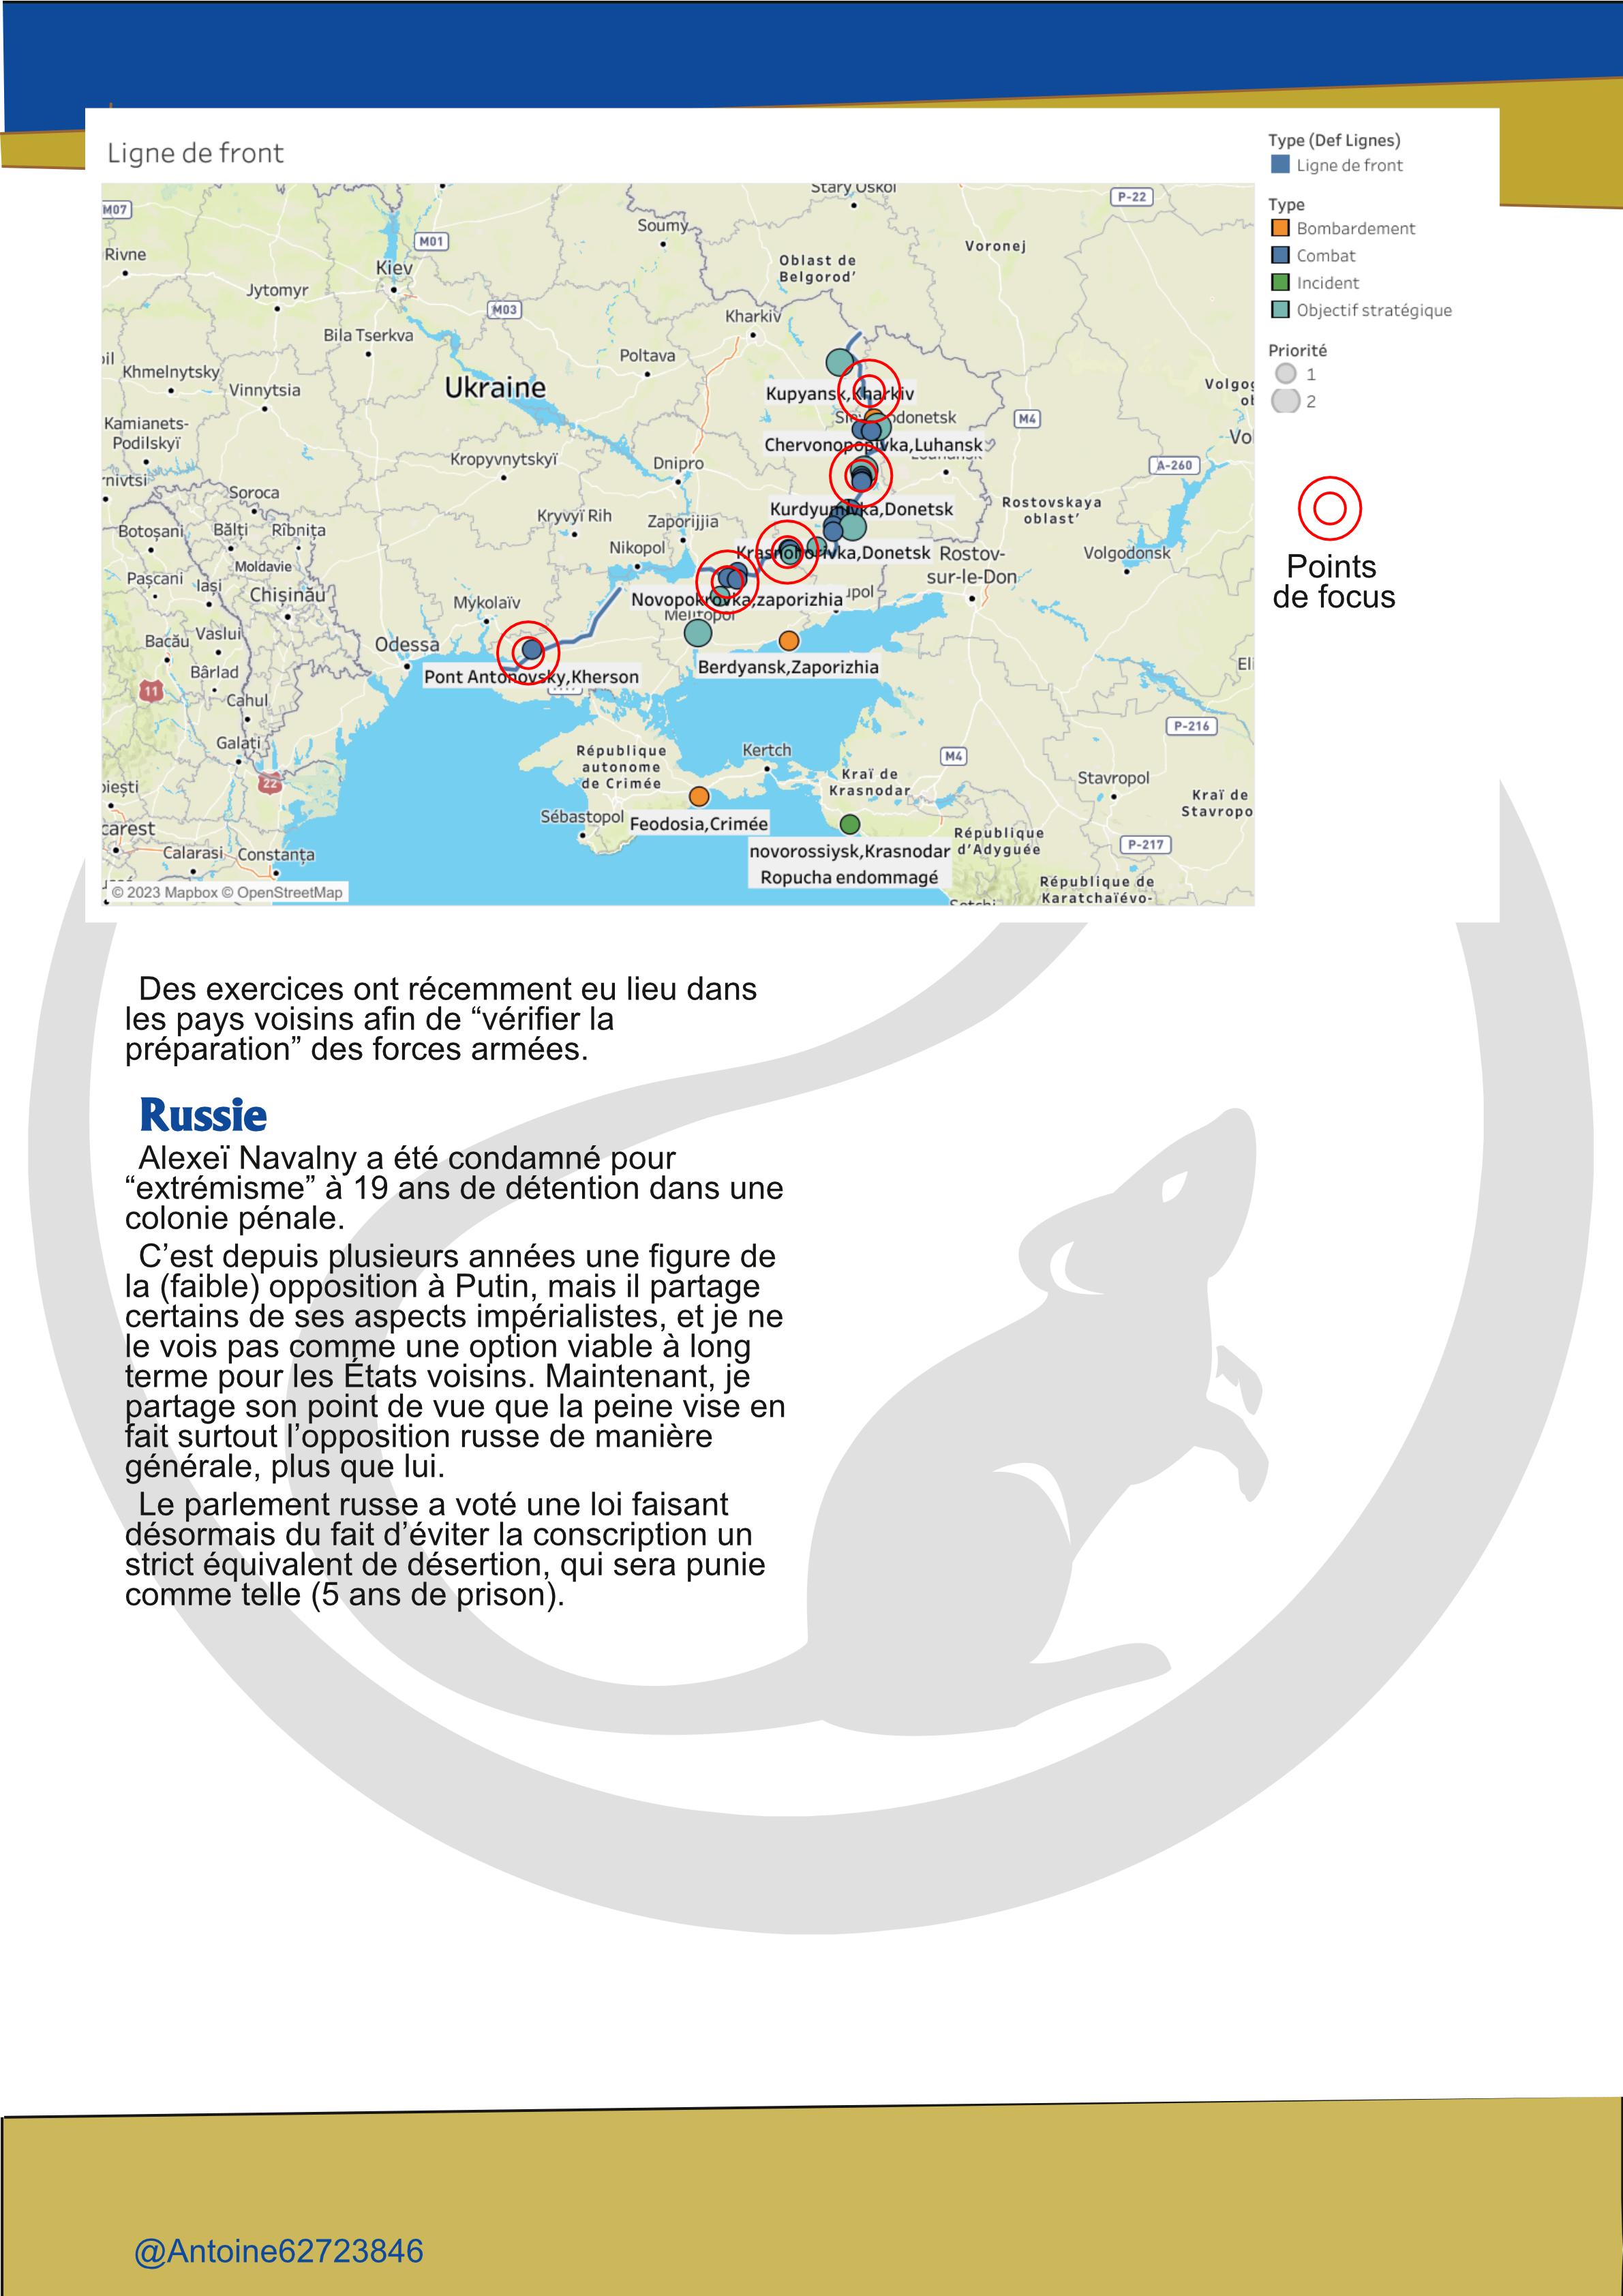 Ligne de front
Type (Def Lignes)
Ligne de front
Type
Bombardement
Combat
Incident
Objectif stratégique
Priorité
1
2
Points
de focus
M07
Stary Oskol
P-22
Soumy
M01
Voronej
Rivne
Oblast de
Belgorod'
Kiev
Jytomyr
M03
Kharkiv
Bila Tserkva
Poltava
Khmelnytsky
Vinnytsia
Ukraine
Kupyansk,Kharkiv
M4
Kamianets-
Podilskyï
Chervonopopivka,Luhansk
Kropyvnytskyï
Dnipro
A-260
Soroca
Rostovskaya
oblast'
Kurdyumivka,Donetsk
Botoșani
Bălți
Rîbnița
Kryvyï Rih
Zaporijjia
Nikopol
Krasnohorivka,Donetsk
Rostov-
sur-le-Don
Volgodonsk
Moldavie
Pașcani
Iași
Chișinău
Mykolaïv
Novopokrovka,zaporizhia
Melitopol
Bacău
Vaslui
Odessa
Bârlad
Pont Antonovsky,Kherson
Berdyansk,Zaporizhia
11
Cahul
P-216
Galați
République
autonome
de Crimée
Kertch
M4
22
Kraï de
Krasnodar
Stavropol
Kraï de
Stavropo
Sébastopol
Feodosia,Crimée
novorossiysk,Krasnodar
Ropucha endommagé
République
d'Adyguée
P-217
Calarasi
Constanța
République de
Karatchaïévo-
© 2023 Mapbox © OpenStreetMap
Des exercices ont récemment eu lieu dans
les pays voisins afin de “vérifier la
préparation” des forces armées.
Russie
Alexeï Navalny a été condamné pour
“extrémisme” à 19 ans de détention dans une
colonie pénale.
C’est depuis plusieurs années une figure de
la (faible) opposition à Putin, mais il partage
certains de ses aspects impérialistes, et je ne
le vois pas comme une option viable à long
terme pour les États voisins. Maintenant, je
partage son point de vue que la peine vise en
fait surtout l’opposition russe de manière
générale, plus que lui.
Le parlement russe a voté une loi faisant
désormais du fait d’éviter la conscription un
strict équivalent de désertion, qui sera punie
comme telle (5 ans de prison).
@Antoine62723846